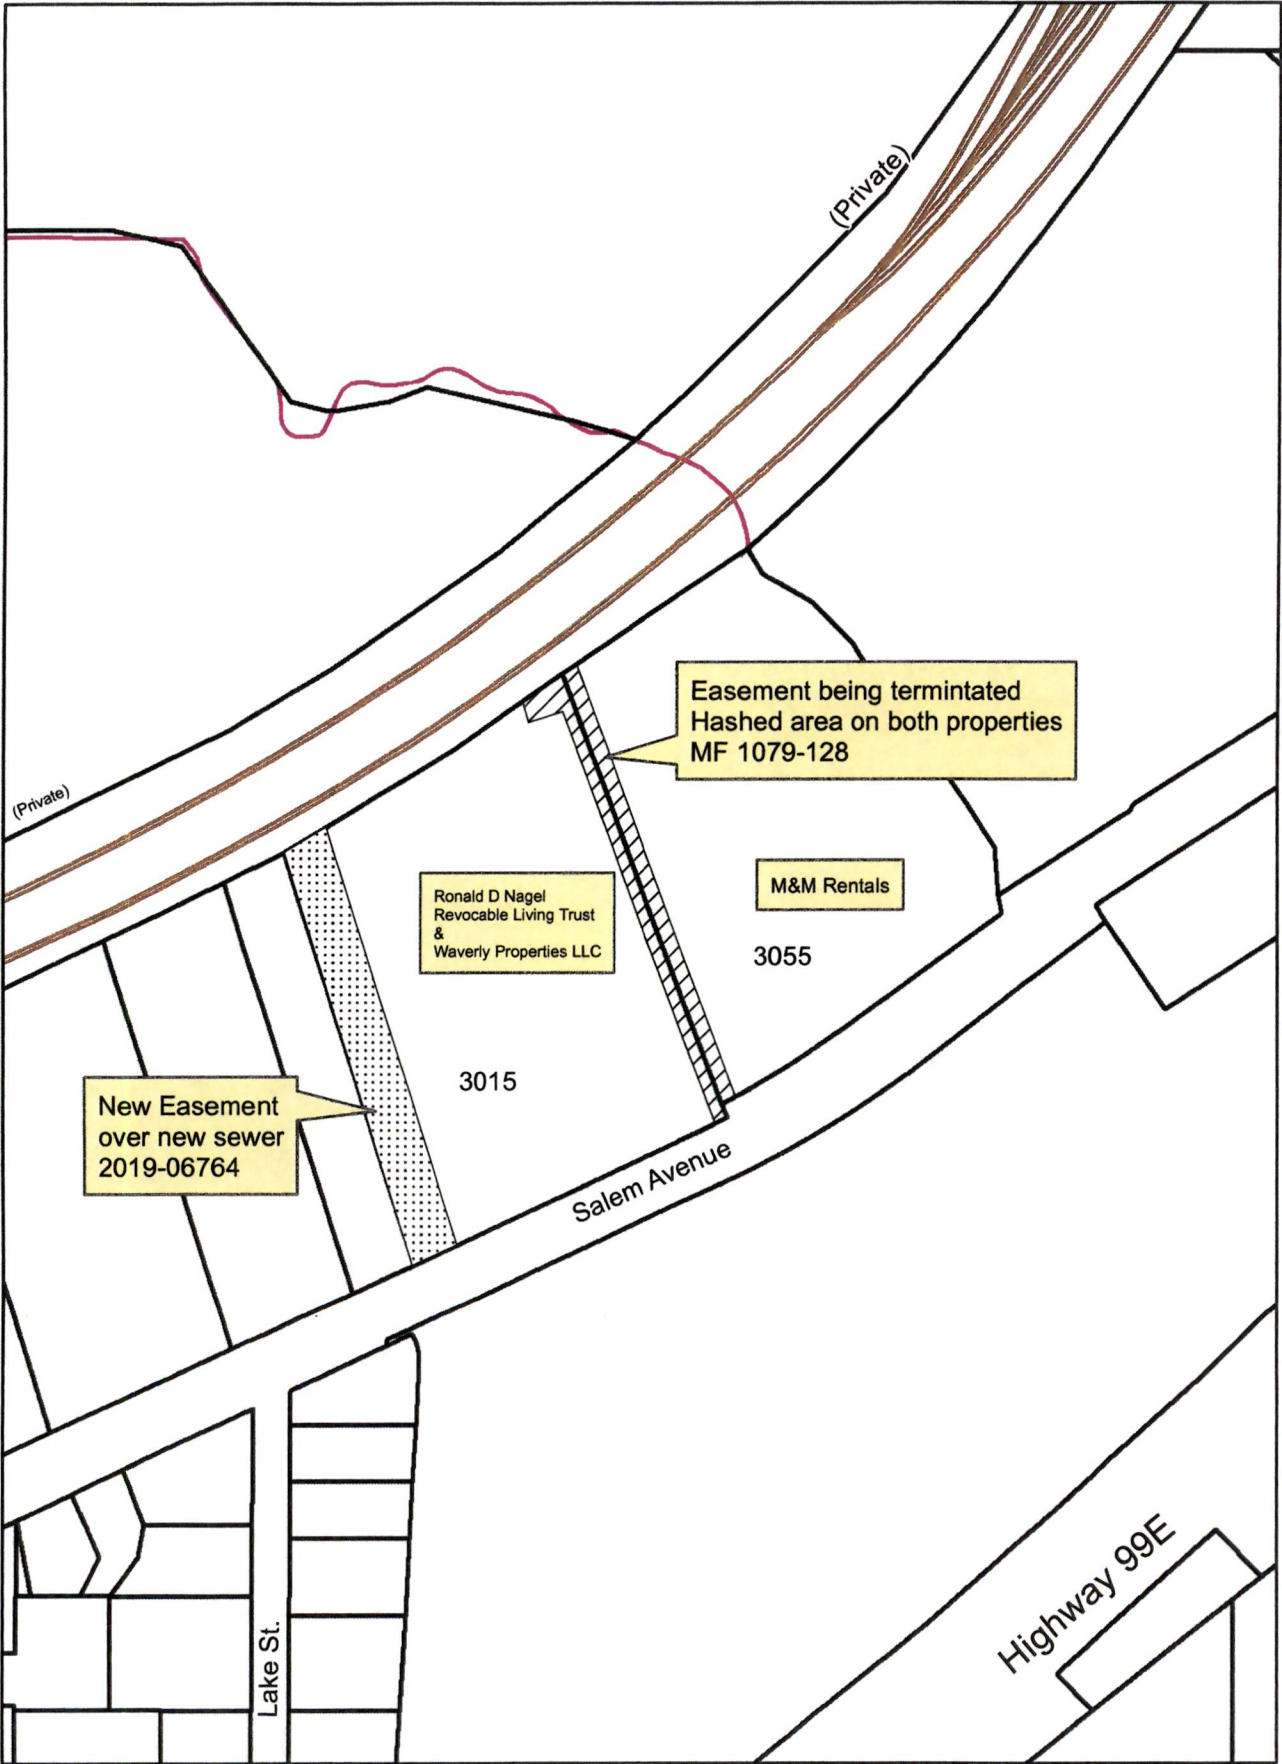 (Private)
Easement being termintated
Hashed area on both properties
MF 1079-128
(Private)
Ronald D Nagel
Revocable Living Trust
&
Waverly Properties LLC
M&M Rentals
3055
3015
New Easement
over new sewer
2019-06764
Salem Avenue
Highway 99E
Lake St.